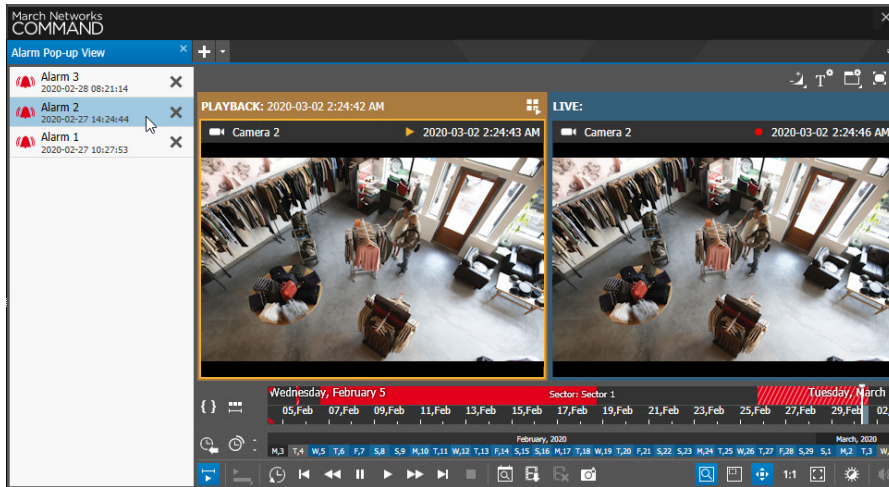 March Networks
COMMAND
Alarm Pop-up View
Alarm 3
2020-02-28 08:21:14
Alarm 2
2020-02-27 14:24:44
Alarm 1
2020-02-27 10:27:53
PLAYBACK: 2020-03-02 2:24:42 AM
LIVE:
Camera 2 2020-03-02 2:24:43 AM
Camera 2 2020-03-02 2:24:46 AM
Wednesday, February 5 Sector: Sector 1 Tuesday, March
05,Feb 07,Feb 09,Feb 11,Feb 13,Feb 15,Feb 17,Feb 19,Feb 21,Feb 23,Feb 25,Feb 27,Feb 29,Feb 02,
February, 2020 March, 2020
M,3 T,4 W,5 T,6 F,7 S,8 S,9 M,10 T,11 W,12 T,13 F,14 S,15 S,16 M,17 T,18 W,19 T,20 F,21 S,22 S,23 M,24 T,25 W,26 T,27 F,28 S,29 S,1 M,2 T,3 W,
1:1